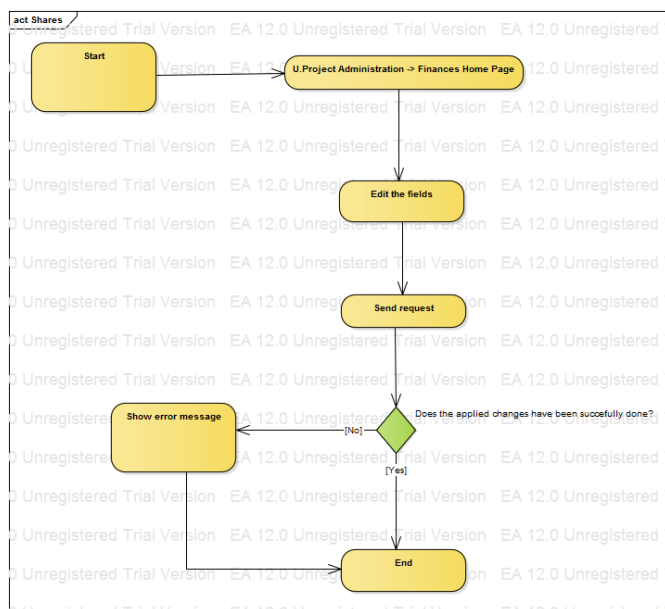 act Shares
Start
U.Project Administration -> Finances Home Page
Edit the fields
Send request
Does the applied changes have been succefully done?
Show error message
[No]
[Yes]
End
EA 12.0 Unregistered Trial Version